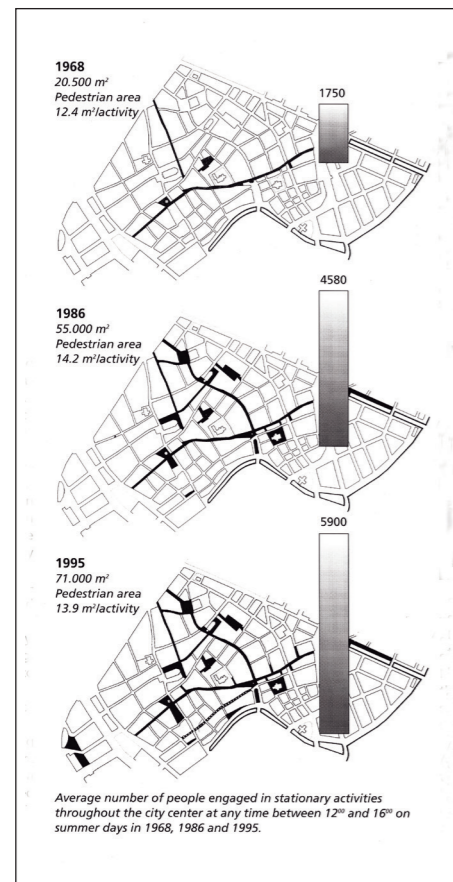 1968
20.500 m²
Pedestrian area
12.4 m²/activity
1750
1986
55.000 m²
Pedestrian area
14.2 m²/activity
4580
1995
71.000 m²
Pedestrian area
13.9 m²/activity
5900
Average number of people engaged in stationary activities
throughout the city center at any time between 12⁰⁰ and 16⁰⁰ on
summer days in 1968, 1986 and 1995.